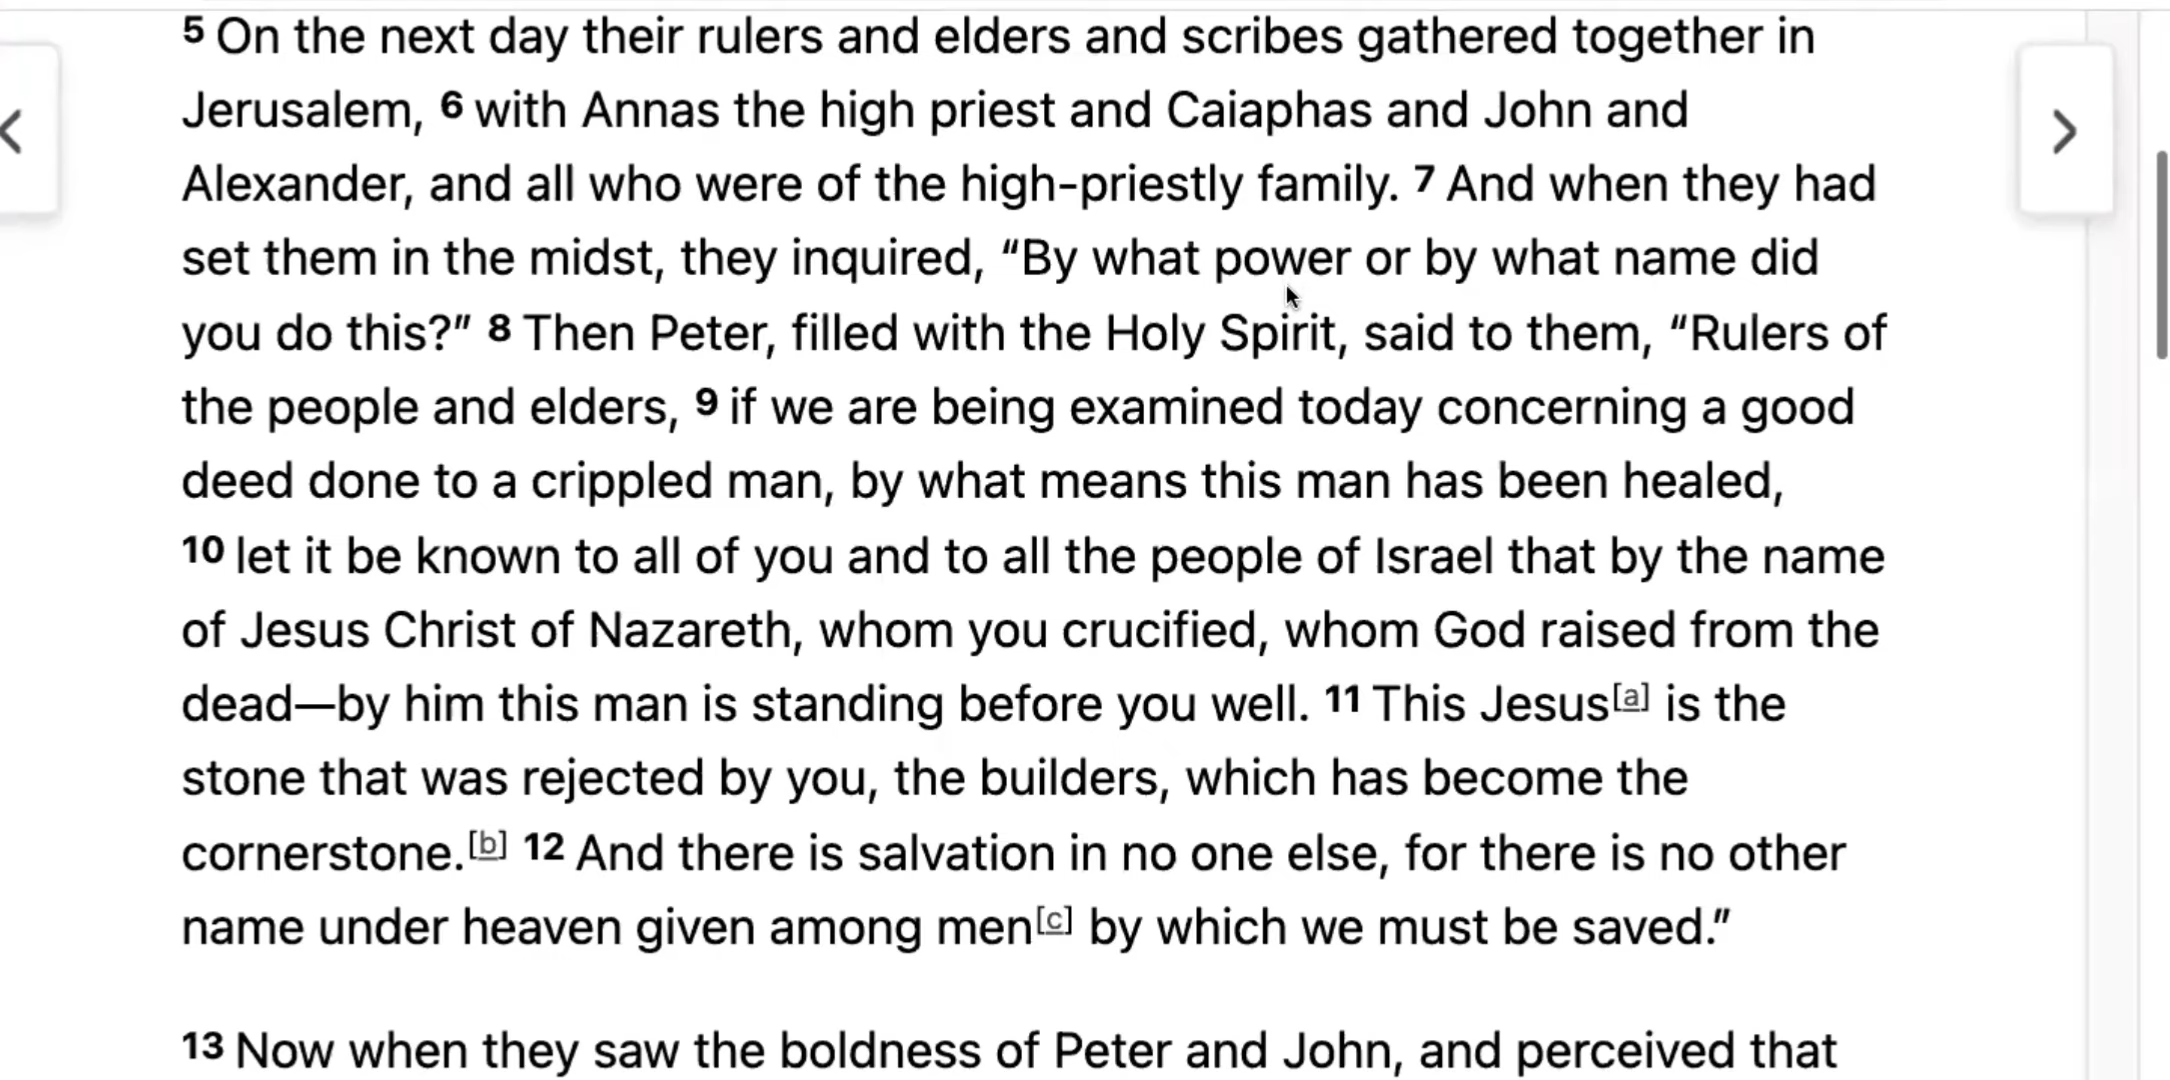 5 On the next day their rulers and elders and scribes gathered together in
Jerusalem, 6 with Annas the high priest and Caiaphas and John and
Alexander, and all who were of the high-priestly family. 7 And when they had
set them in the midst, they inquired, “By what power or by what name did
you do this?” 8 Then Peter, filled with the Holy Spirit, said to them, “Rulers of
the people and elders, 9 if we are being examined today concerning a good
deed done to a crippled man, by what means this man has been healed,
10 let it be known to all of you and to all the people of Israel that by the name
of Jesus Christ of Nazareth, whom you crucified, whom God raised from the
dead—by him this man is standing before you well. 11 This Jesus[a] is the
stone that was rejected by you, the builders, which has become the
cornerstone.[b] 12 And there is salvation in no one else, for there is no other
name under heaven given among men[c] by which we must be saved.”
13 Now when they saw the boldness of Peter and John, and perceived that